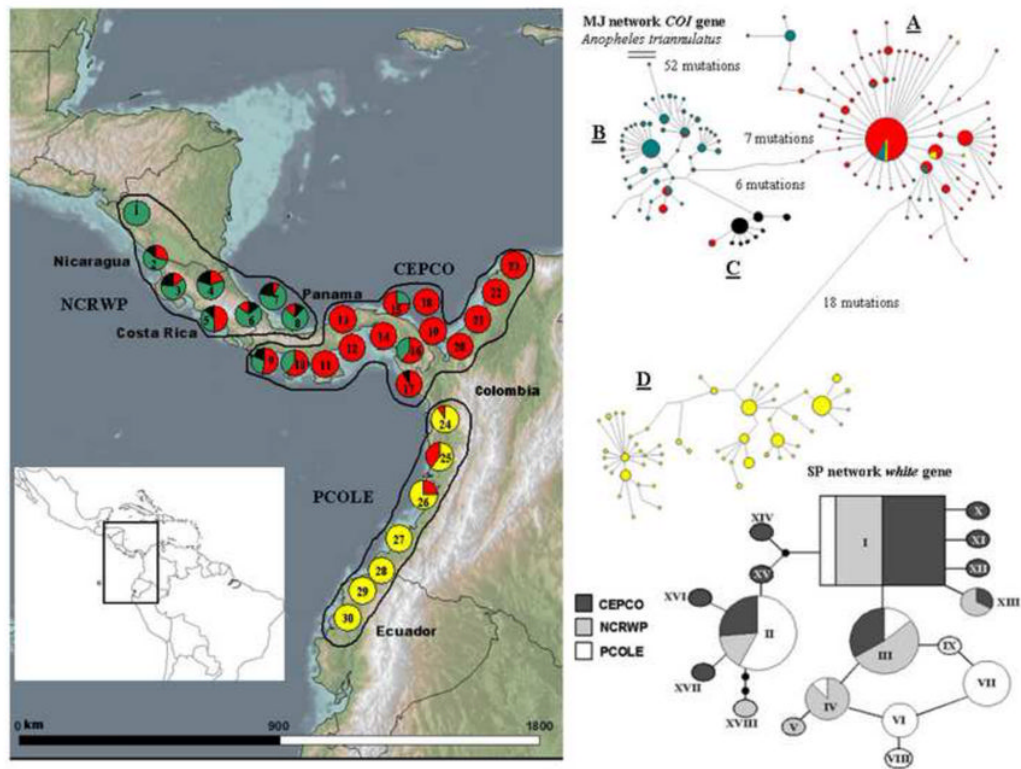 Nicaragua
NCRWP
Costa Rica
Panama
CEPCO
Colombia
PCOLE
Ecuador
1
2
3
4
5
6
7
8
9
10
11
12
13
14
15
16
17
18
19
20
21
22
23
24
25
26
27
28
29
30
0 km
900
1800
MJ network COI gene
Anopheles triannulatus
52 mutations
A
B
7 mutations
6 mutations
C
18 mutations
D
SP network white gene
XIV
I
X
XI
XII
XV
XIII
XVI
II
III
IX
VII
XVII
IV
V
VI
XVIII
VIII
CEPCO
NCRWP
PCOLE